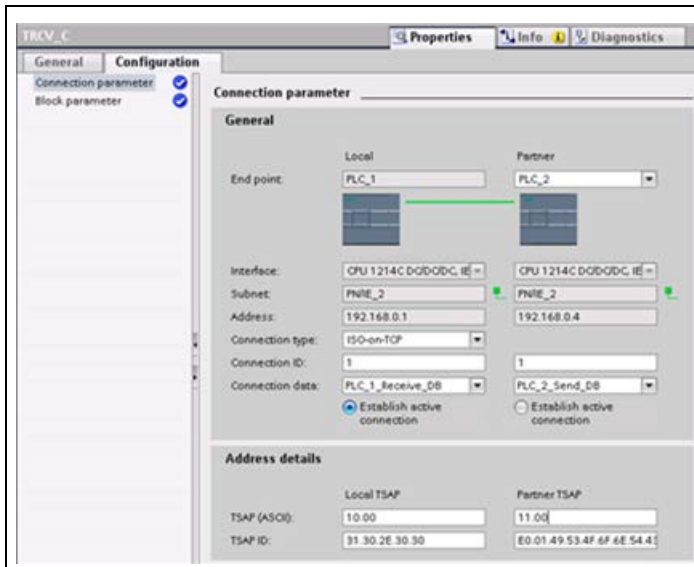 TRCV_C
Properties Info Diagnostics
General Configuration
Connection parameter
Block parameter
Connection parameter
General
Local Partner
End point: PLC_1 PLC_2
Interface: CPU 1214C DC/DC/DC, IE CPU 1214C DC/DC/DC, IE
Subnet: PN/IE_2 PN/IE_2
Address: 192.168.0.1 192.168.0.4
Connection type: ISO-on-TCP
Connection ID: 1 1
Connection data: PLC_1_Receive_DB PLC_2_Send_DB
Establish active connection Establish active connection
Address details
Local TSAP Partner TSAP
TSAP (ASCII): 10.00 11.00
TSAP ID: 31.30.2E.30.30 E0.01.49.53.4F.6F.6E.54.43